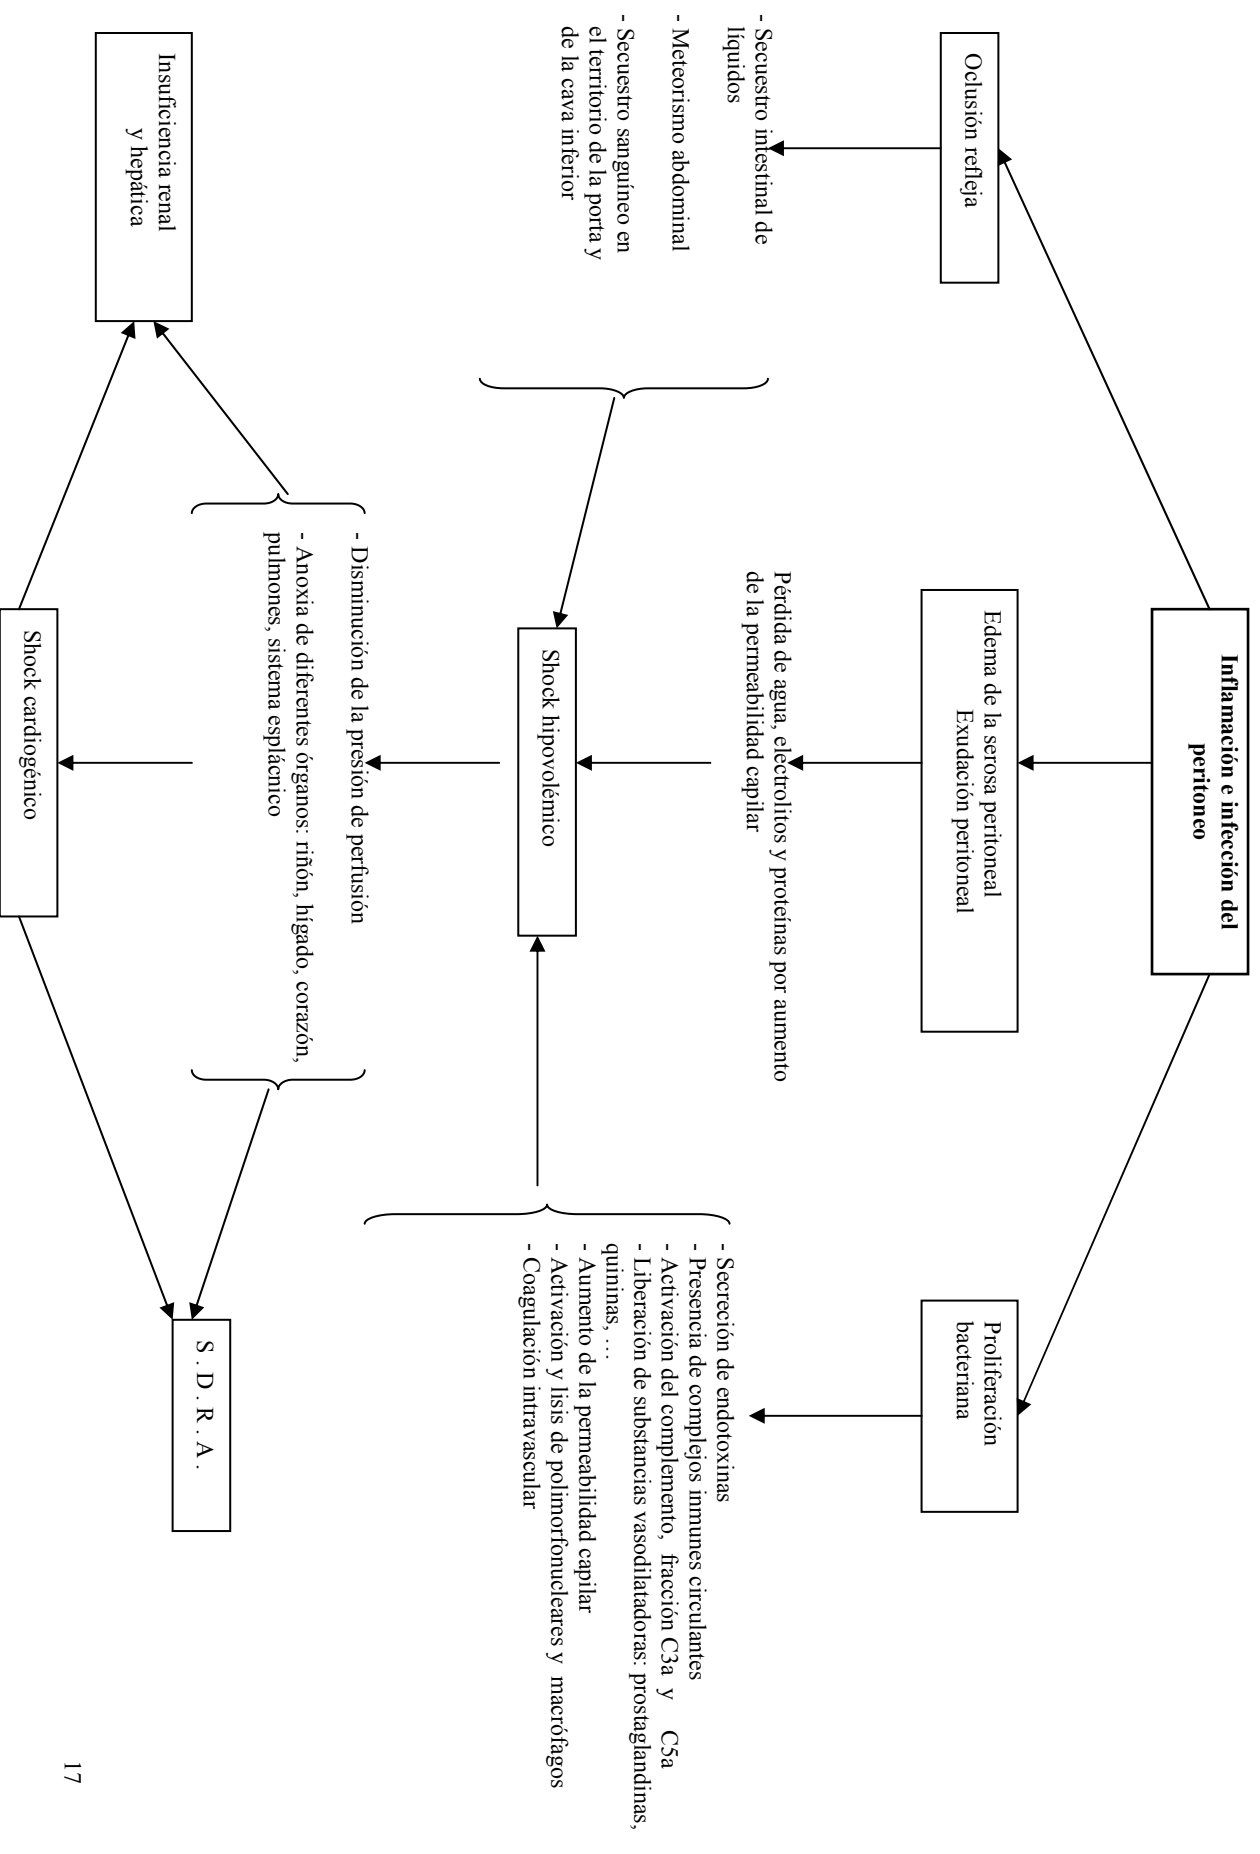 Inflamación e infección del
peritoneo
Oclusión refleja
Edema de la serosa peritoneal
Exudación peritoneal
Proliferación
bacteriana
- Secuestro intestinal de
líquidos
- Meteorismo abdominal
- Secuestro sanguíneo en
el territorio de la porta y
de la cava inferior
Pérdida de agua, electrolitos y proteínas por aumento
de la permeabilidad capilar
- Secreción de endotoxinas
- Presencia de complejos inmunes circulantes
- Activación del complemento, fracción C3a y C5a
- Liberación de substancias vasodilatadoras: prostaglandinas,
quininas, …
- Aumento de la permeabilidad capilar
- Activación y lisis de polimorfonucleares y macrófagos
- Coagulación intravascular
Shock hipovolémico
- Disminución de la presión de perfusión
- Anoxia de diferentes órganos: riñón, hígado, corazón,
pulmones, sistema esplácnico
Insuficiencia renal
y hepática
S . D . R . A .
Shock cardiogénico
17